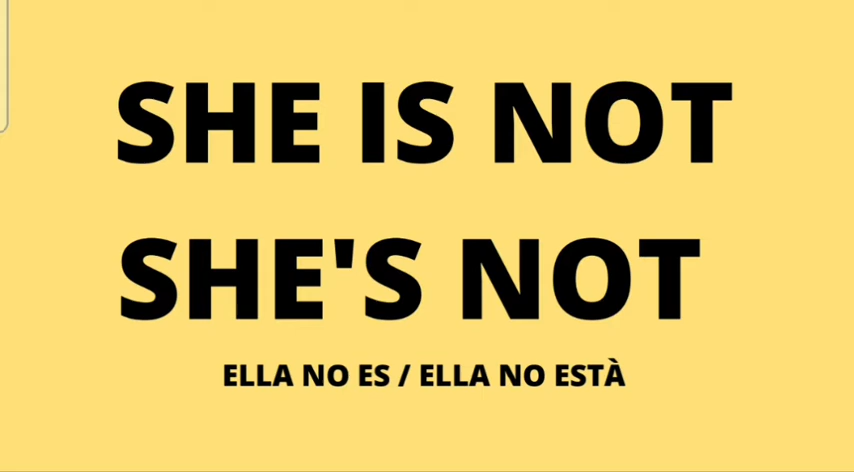 SHE IS NOT
SHE'S NOT
ELLA NO ES / ELLA NO ESTÀ